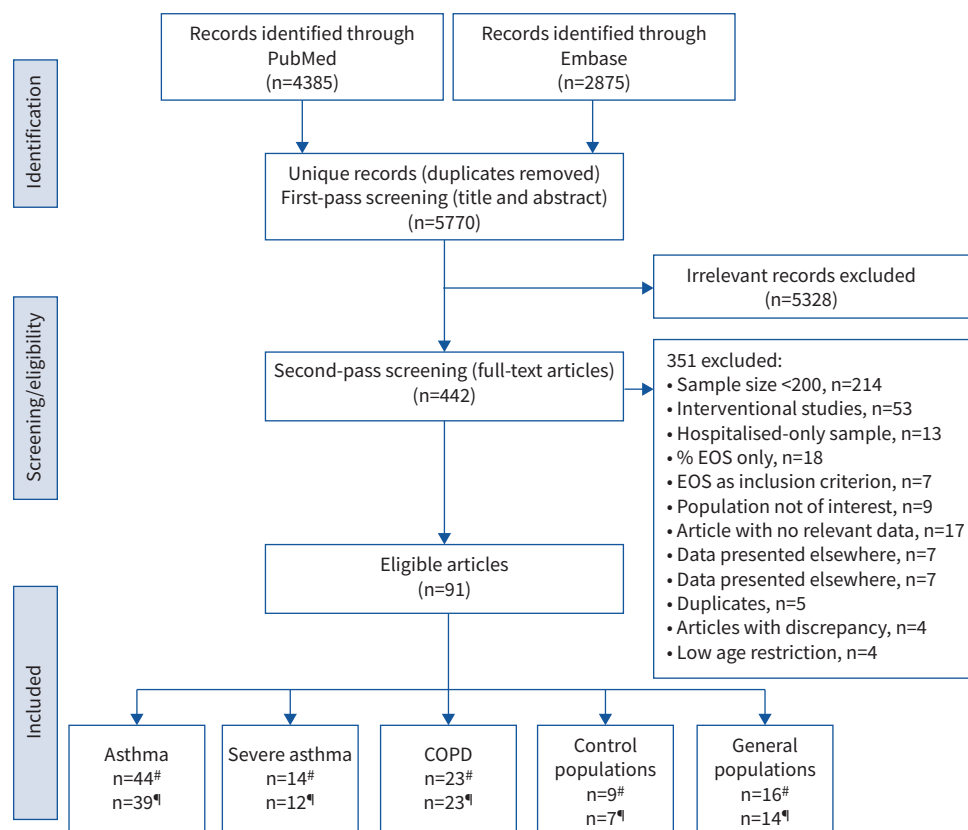 Records identified through
PubMed
(n=4385)
Records identified through
Embase
(n=2875)
Identification
Unique records (duplicates removed)
First-pass screening (title and abstract)
(n=5770)
Irrelevant records excluded
(n=5328)
Screening/eligibility
Second-pass screening (full-text articles)
(n=442)
351 excluded:
• Sample size <200, n=214
• Interventional studies, n=53
• Hospitalised-only sample, n=13
• % EOS only, n=18
• EOS as inclusion criterion, n=7
• Population not of interest, n=9
• Article with no relevant data, n=17
• Data presented elsewhere, n=7
• Data presented elsewhere, n=7
• Duplicates, n=5
• Articles with discrepancy, n=4
• Low age restriction, n=4
Eligible articles
(n=91)
Included
Asthma
n=44#
n=39¶
Severe asthma
n=14#
n=12¶
COPD
n=23#
n=23¶
Control
populations
n=9#
n=7¶
General
populations
n=16#
n=14¶